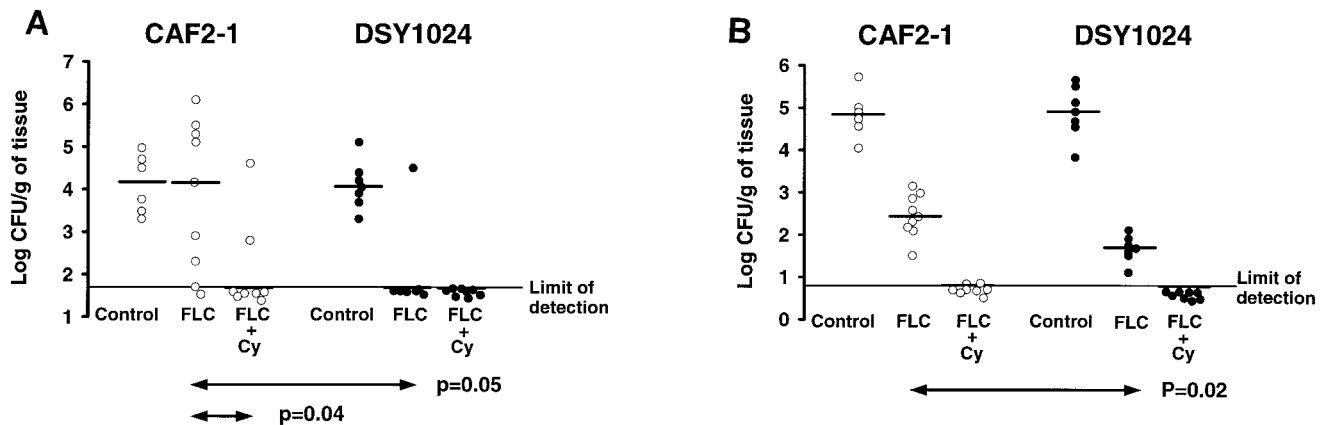 A
CAF2-1
DSY1024
Log CFU/g of tissue
7
6
5
4
3
2
1
Limit of
detection
Control
FLC
FLC
+
Cy
Control
FLC
FLC
+
Cy
p=0.05
p=0.04
B
CAF2-1
DSY1024
Log CFU/g of tissue
6
5
4
3
2
1
0
Limit of
detection
Control
FLC
FLC
+
Cy
Control
FLC
FLC
+
Cy
P=0.02